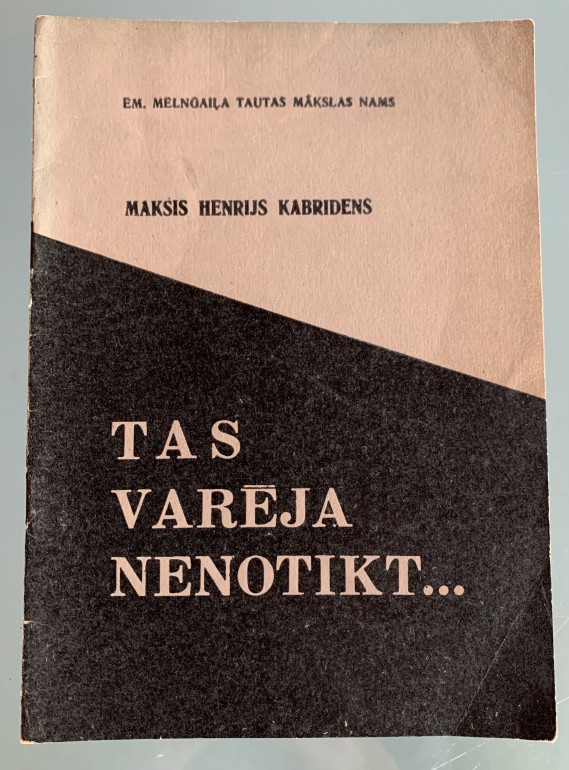 EM. MELNGAIĻA TAUTAS MĀKSLAS NAMS
MAKSIS HENRIJS KABRIDENS
TAS
VARĒJA
NENOTIKT...